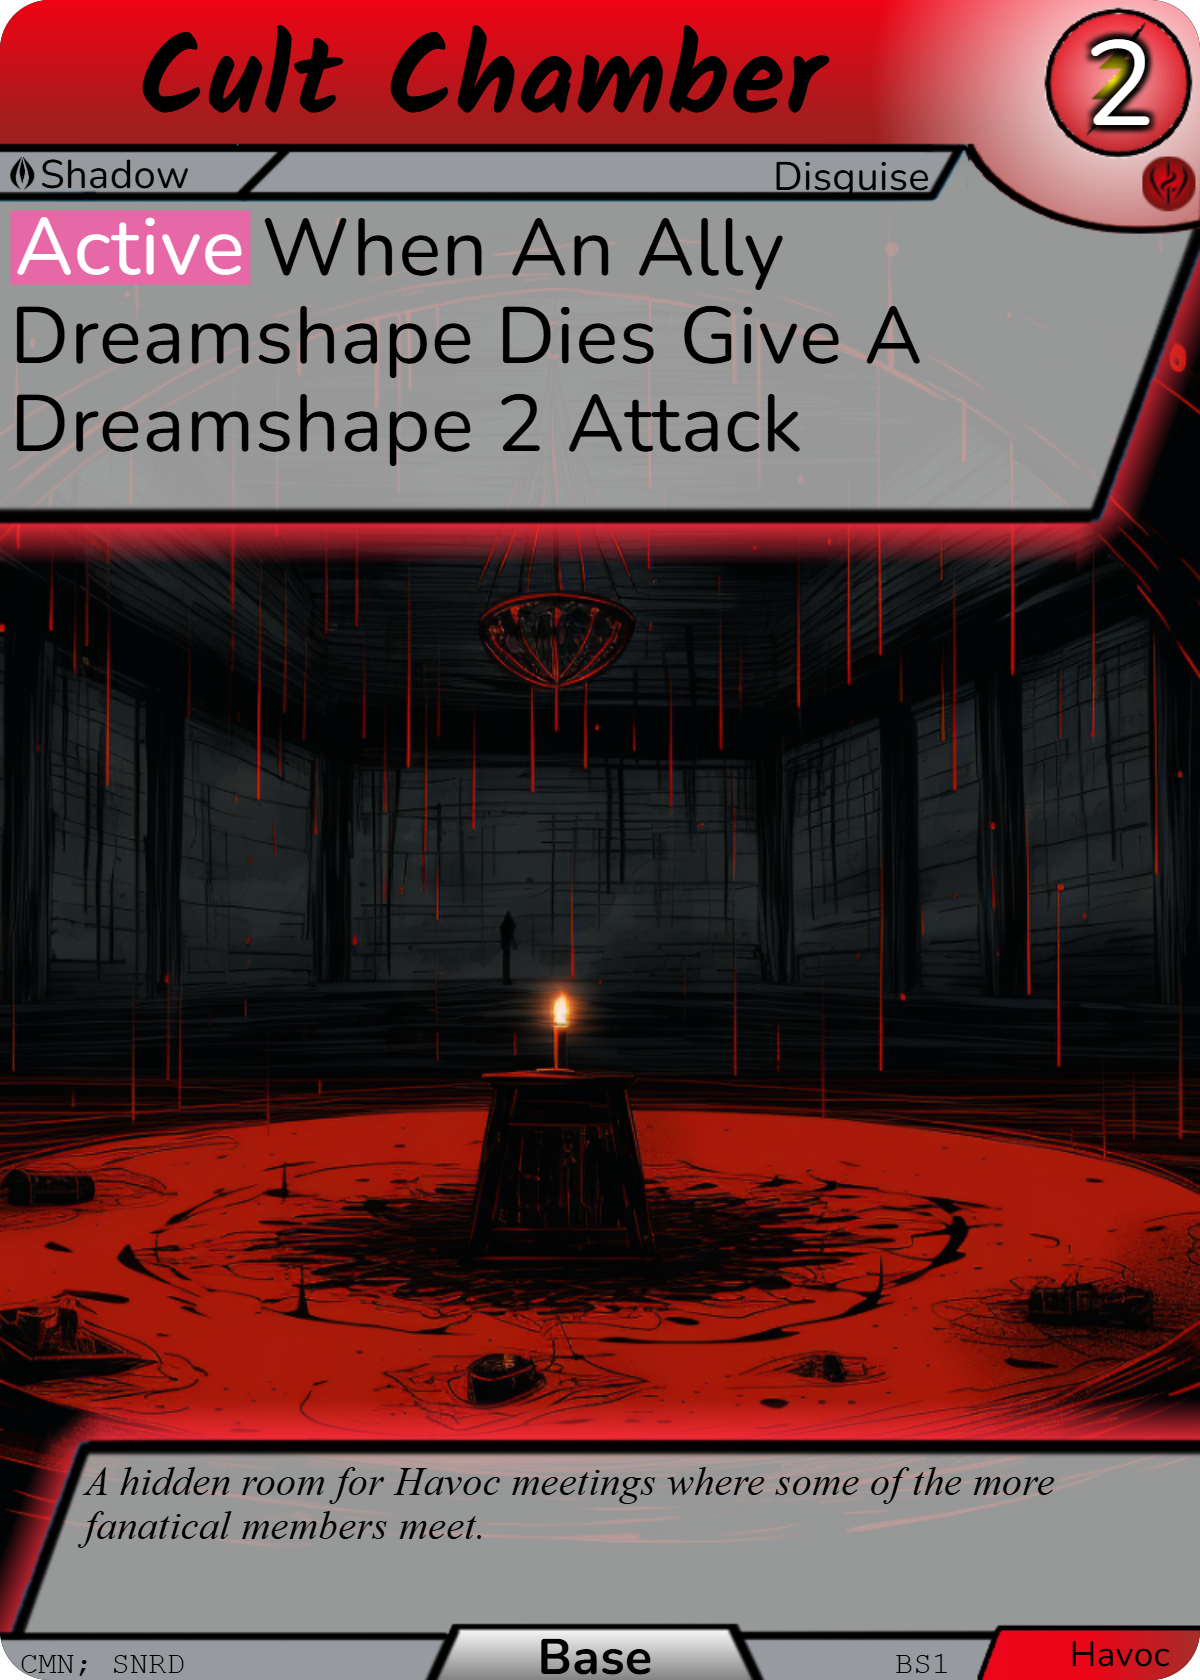 Cult Chamber
2
Shadow
Disguise
Active When An Ally
Dreamshape Dies Give A
Dreamshape 2 Attack
A hidden room for Havoc meetings where some of the more
fanatical members meet.
CMN; SNRD
Base
BS1
Havoc